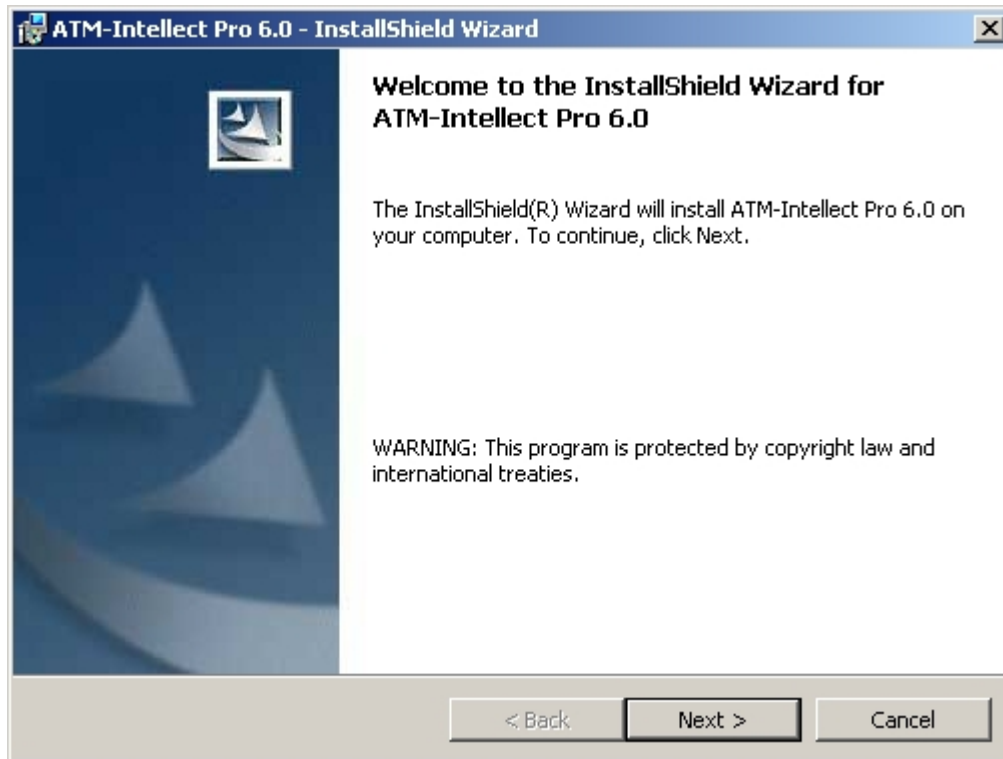 ATM-Intellect Pro 6.0 - InstallShield Wizard
Welcome to the InstallShield Wizard for
ATM-Intellect Pro 6.0
The InstallShield(R) Wizard will install ATM-Intellect Pro 6.0 on
your computer. To continue, click Next.
WARNING: This program is protected by copyright law and
international treaties.
< Back
Next >
Cancel